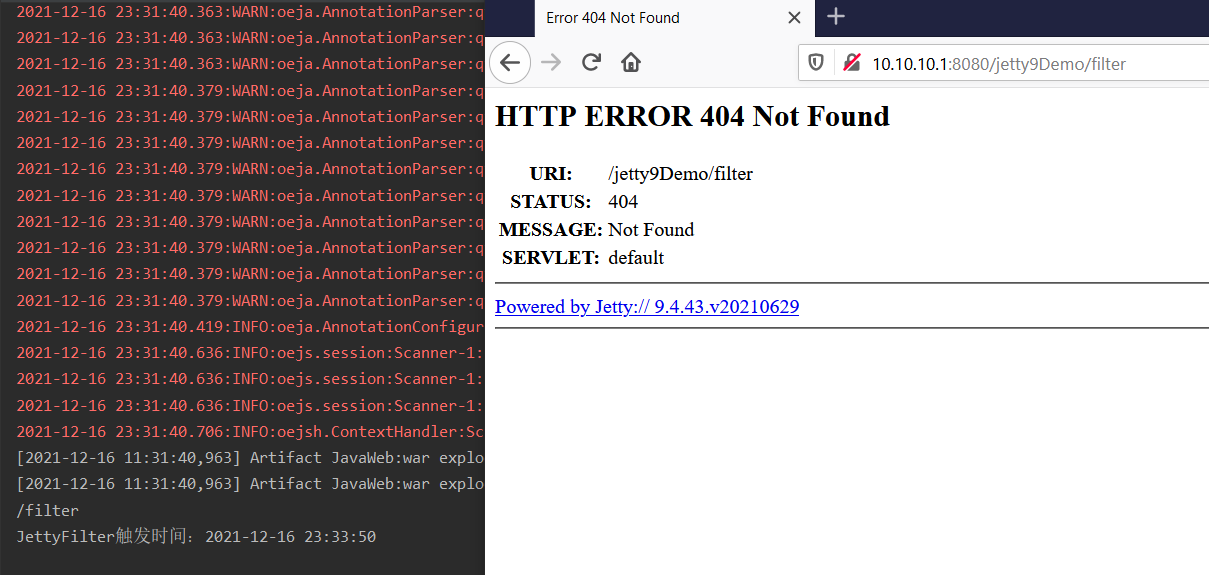 2021-12-16 23:31:40.363:WARN:oeja.AnnotationParser:q
2021-12-16 23:31:40.363:WARN:oeja.AnnotationParser:q
2021-12-16 23:31:40.363:WARN:oeja.AnnotationParser:q
2021-12-16 23:31:40.379:WARN:oeja.AnnotationParser:q
2021-12-16 23:31:40.379:WARN:oeja.AnnotationParser:q
2021-12-16 23:31:40.379:WARN:oeja.AnnotationParser:q
2021-12-16 23:31:40.379:WARN:oeja.AnnotationParser:q
2021-12-16 23:31:40.379:WARN:oeja.AnnotationParser:q
2021-12-16 23:31:40.379:WARN:oeja.AnnotationParser:q
2021-12-16 23:31:40.379:WARN:oeja.AnnotationParser:q
2021-12-16 23:31:40.379:WARN:oeja.AnnotationParser:q
2021-12-16 23:31:40.379:WARN:oeja.AnnotationParser:q
2021-12-16 23:31:40.419:INFO:oeja.AnnotationConfigur
2021-12-16 23:31:40.636:INFO:oejs.session:Scanner-1:
2021-12-16 23:31:40.636:INFO:oejs.session:Scanner-1:
2021-12-16 23:31:40.636:INFO:oejs.session:Scanner-1:
2021-12-16 23:31:40.706:INFO:oejsh.ContextHandler:Sc
[2021-12-16 11:31:40,963] Artifact JavaWeb:war explo
[2021-12-16 11:31:40,963] Artifact JavaWeb:war explo
/filter
JettyFilter触发时间：2021-12-16 23:33:50
Error 404 Not Found
10.10.10.1:8080/jetty9Demo/filter
HTTP ERROR 404 Not Found
URI: /jetty9Demo/filter
STATUS: 404
MESSAGE: Not Found
SERVLET: default
Powered by Jetty:// 9.4.43.v20210629